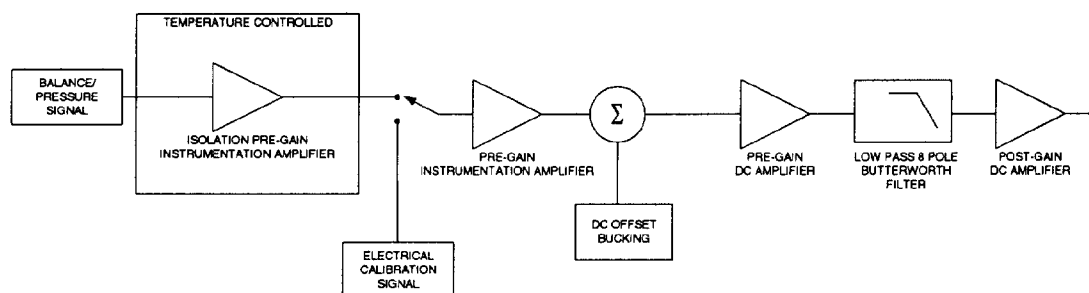 TEMPERATURE CONTROLLED
BALANCE/
PRESSURE
SIGNAL
ISOLATION PRE-GAIN
INSTRUMENTATION AMPLIFIER
PRE-GAIN
INSTRUMENTATION AMPLIFIER
Σ
PRE-GAIN
DC AMPLIFIER
LOW PASS 8 POLE
BUTTERWORTH
FILTER
POST-GAIN
DC AMPLIFIER
DC OFFSET
BUCKING
ELECTRICAL
CALIBRATION
SIGNAL